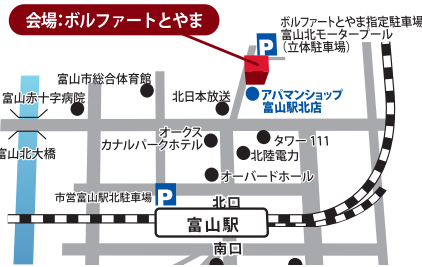 会場:ボルファートとやま
P
ボルファートとやま指定駐車場
富山北モータープール
(立体駐車場)
富山市総合体育館
富山赤十字病院
北日本放送
アパマンショップ
富山駅北店
オークス
カナルパークホテル
タワー111
富山北大橋
北陸電力
オーバードホール
市営富山駅北駐車場
P
北口
富山駅
南口